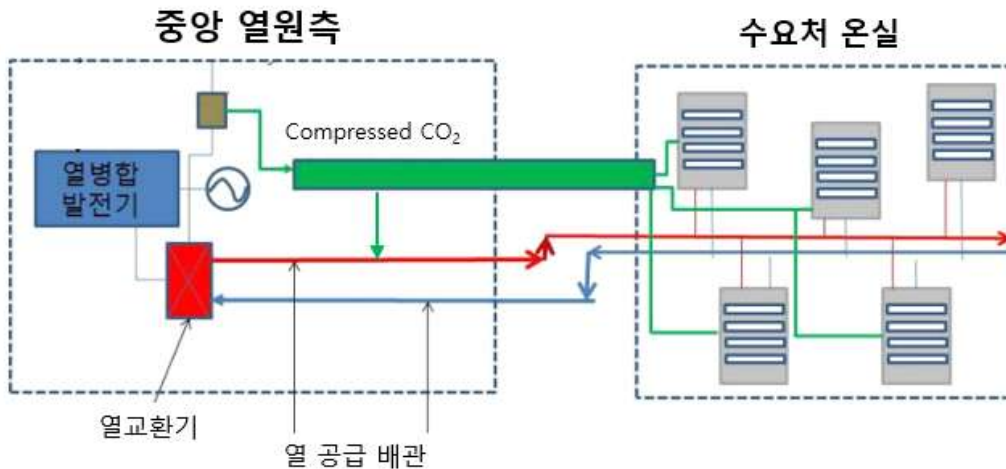 중앙 열원측
수요처 온실
Compressed CO₂
열병합
발전기
열교환기
열 공급 배관